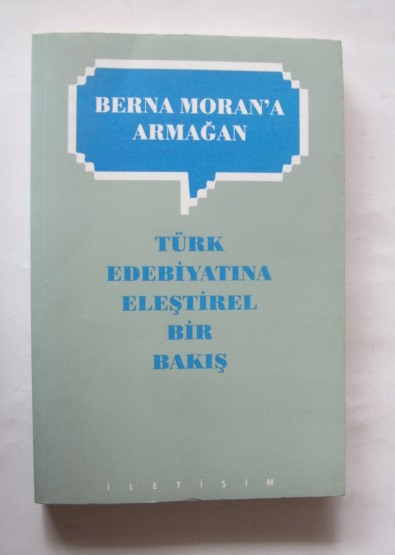 BERNA MORAN'A
ARMAĞAN
TÜRK
EDEBİYATINA
ELEŞTİREL
BİR
BAKIŞ
İLETİŞİM